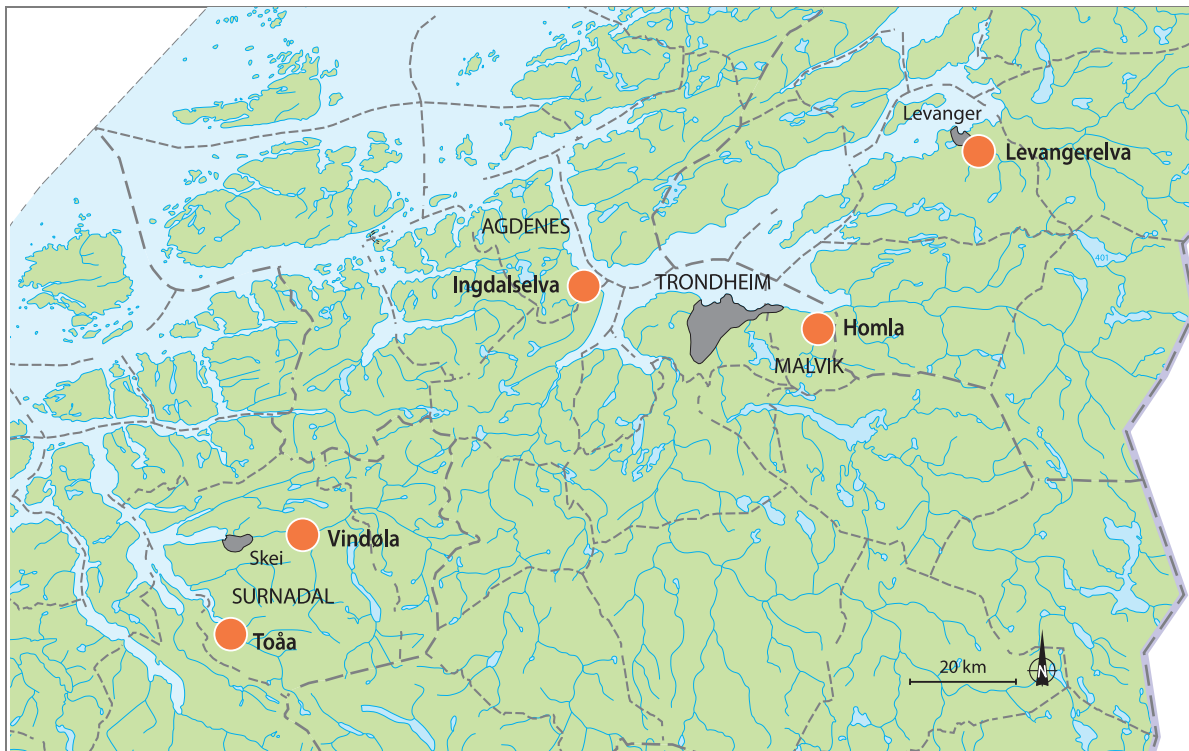 Levanger
Levangerelva
AGDENES
401
Ingdalselva
TRONDHEIM
Homla
MALVIK
Vindøla
Skei
SURNADAL
Toåa
20 km
N